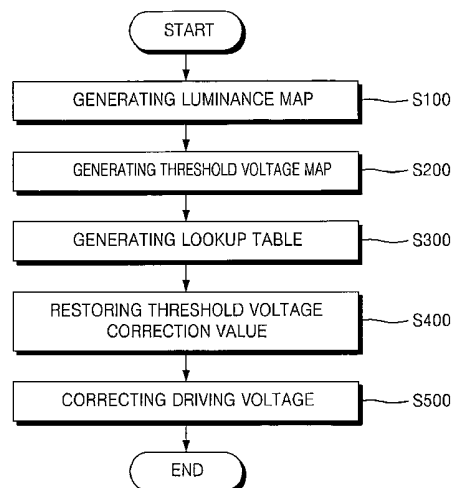 START
GENERATING LUMINANCE MAP
S100
GENERATING THRESHOLD VOLTAGE MAP
S200
GENERATING LOOKUP TABLE
S300
RESTORING THRESHOLD VOLTAGE
CORRECTION VALUE
S400
CORRECTING DRIVING VOLTAGE
S500
END